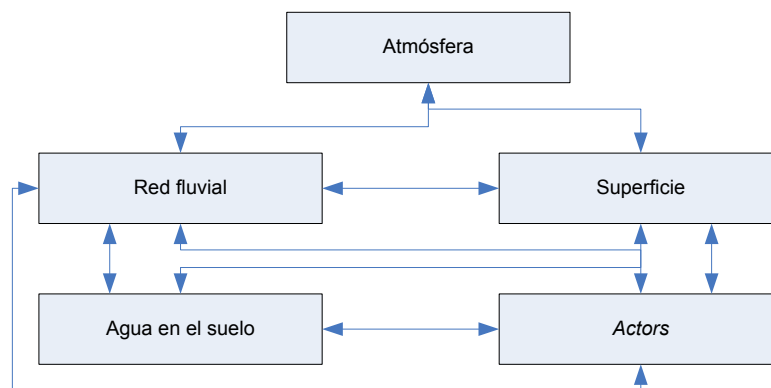 Atmósfera
Red fluvial
Superficie
Agua en el suelo
Actors